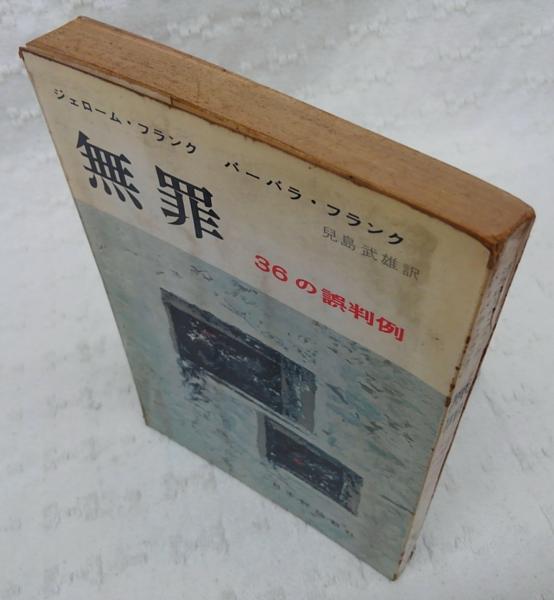 ジェローム・フランク
バーバラ・フランク
無罪
兒島武雄訳
36の誤判例